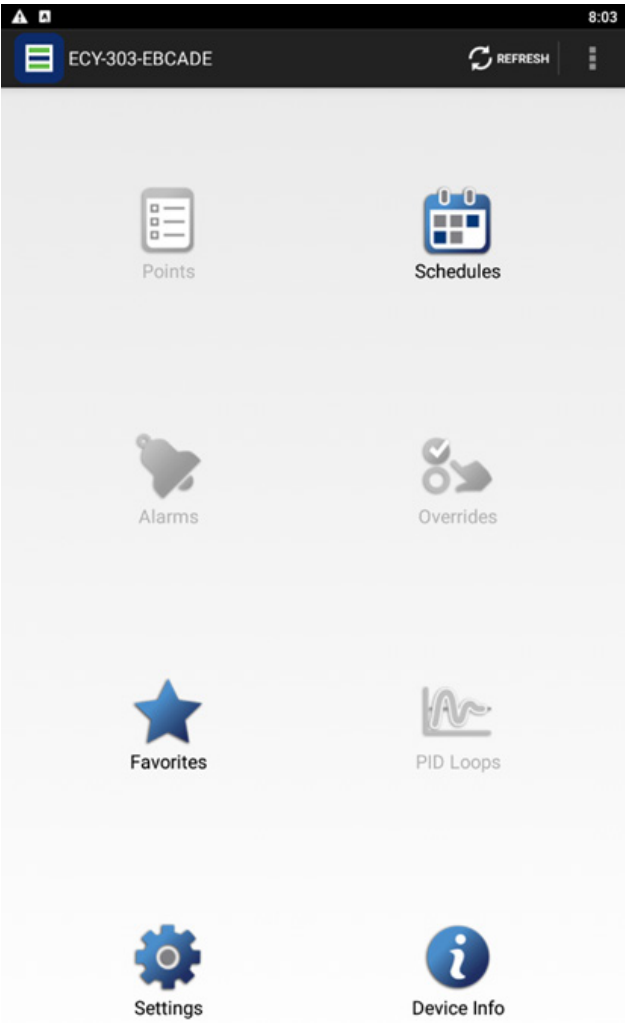 8:03
ECY-303-EBCADE REFRESH
Points Schedules
Alarms Overrides
Favorites PID Loops
Settings Device Info